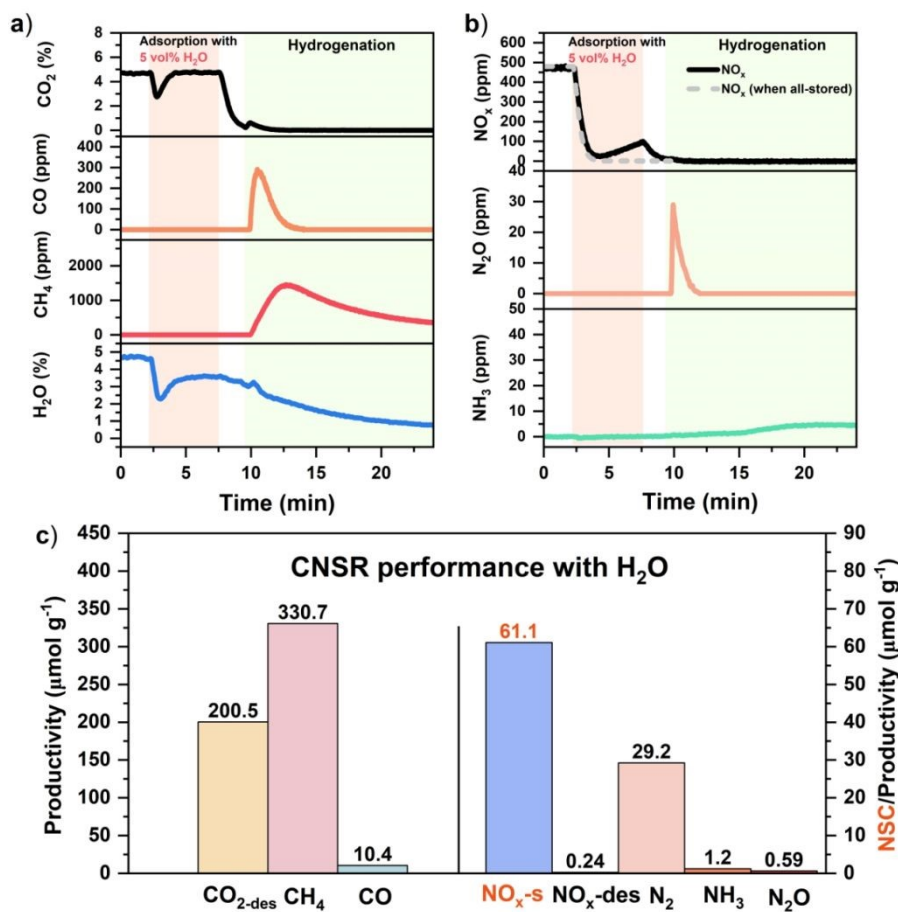 a)
Adsorption with
5 vol% H₂O
Hydrogenation
CO₂ (%)
8
6
4
2
0
CO (ppm)
400
300
200
100
0
CH₄ (ppm)
2000
1000
0
H₂O (%)
5
4
3
2
1
0
0 5 10 15 20
Time (min)
b)
Adsorption with
5 vol% H₂O
Hydrogenation
NOₓ
NOₓ (when all-stored)
NOₓ (ppm)
600
500
400
300
200
100
0
N₂O (ppm)
40
30
20
10
0
NH₃ (ppm)
50
40
30
20
10
0
0 5 10 15 20
Time (min)
c)
CNSR performance with H₂O
Productivity (μmol g⁻¹)
450
400
350
300
250
200
150
100
50
0
200.5
330.7
10.4
61.1
0.24
29.2
1.2
0.59
CO₂-des CH₄ CO NOₓ-s NOₓ-des N₂ NH₃ N₂O
90
80
70
60
50
40
30
20
10
0
NSC/Productivity (μmol g⁻¹)